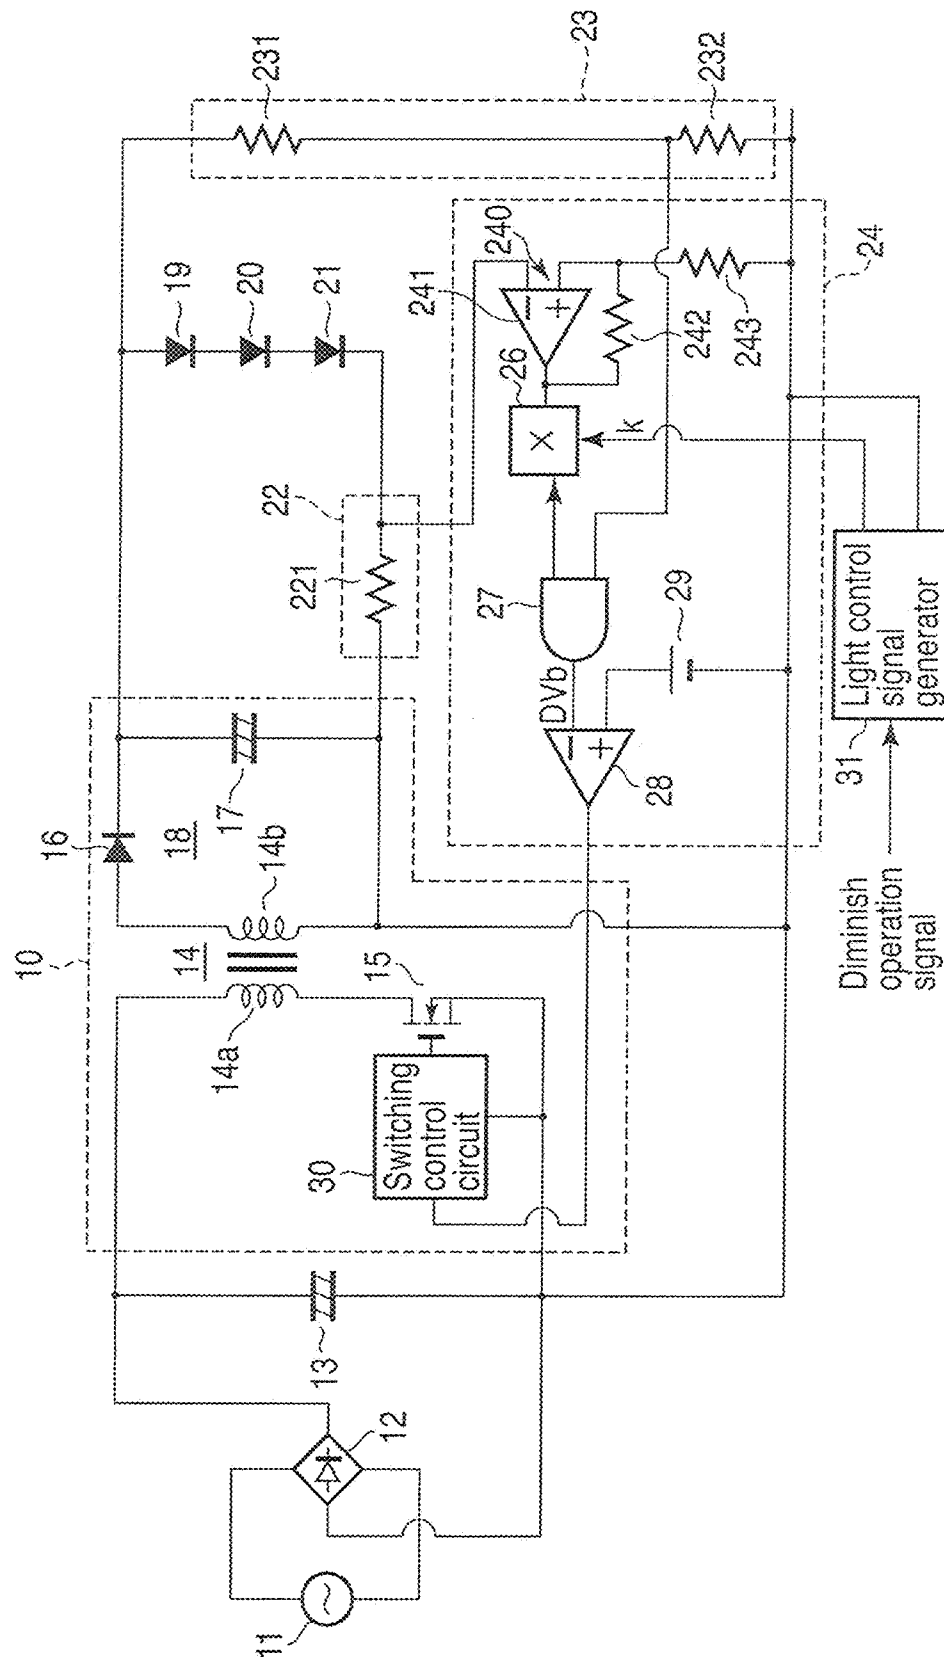 10
16
18
14
14a
14b
15
17
30
Switching
control
circuit
13
12
11
19
20
21
22
221
23
231
232
24
240
241
242
243
26
X
k
27
DVb
28
29
31
Light control
signal
generator
Diminish
operation
signal